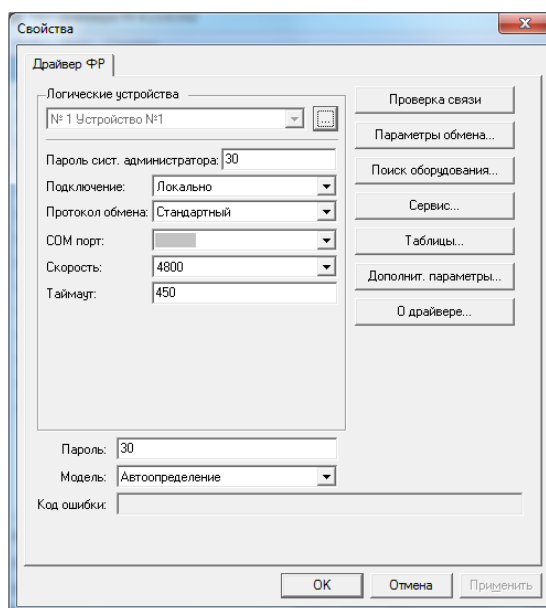 Свойства
Драйвер ФР
Логические устройства
№ 1 Устройство №1
...
Пароль сист. администратора: 30
Подключение: Локально
Протокол обмена: Стандартный
COM порт:
Скорость: 4800
Таймаут: 450
Проверка связи
Параметры обмена...
Поиск оборудования...
Сервис...
Таблицы...
Дополнит. параметры...
О драйвере...
Пароль: 30
Модель: Автоопределение
Код ошибки:
OK
Отмена
Применить